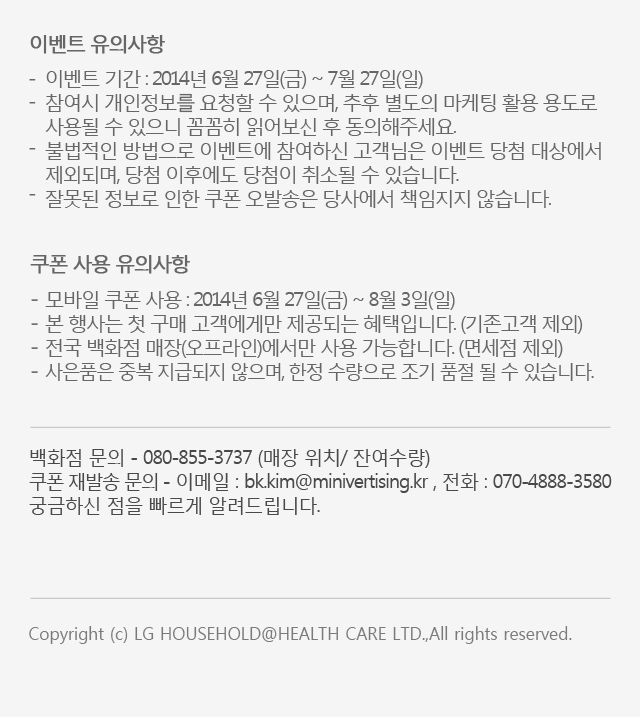 이벤트 유의사항
- 이벤트 기간 : 2014년 6월 27일(금) ~ 7월 27일(일)
- 참여시 개인정보를 요청할 수 있으며, 추후 별도의 마케팅 활용 용도로
사용될 수 있으니 꼼꼼히 읽어보신 후 동의해주세요.
- 불법적인 방법으로 이벤트에 참여하신 고객님은 이벤트 당첨 대상에서
제외되며, 당첨 이후에도 당첨이 취소될 수 있습니다.
- 잘못된 정보로 인한 쿠폰 오발송은 당사에서 책임지지 않습니다.
쿠폰 사용 유의사항
- 모바일 쿠폰 사용 : 2014년 6월 27일(금) ~ 8월 3일(일)
- 본 행사는 첫 구매 고객에게만 제공되는 혜택입니다. (기존고객 제외)
- 전국 백화점 매장(오프라인)에서만 사용 가능합니다. (면세점 제외)
- 사은품은 중복 지급되지 않으며, 한정 수량으로 조기 품절 될 수 있습니다.
백화점 문의 - 080-855-3737 (매장 위치/ 잔여수량)
쿠폰 재발송 문의 - 이메일 : bk.kim@minivertising.kr , 전화 : 070-4888-3580
궁금하신 점을 빠르게 알려드립니다.
Copyright (c) LG HOUSEHOLD@HEALTH CARE LTD.,All rights reserved.